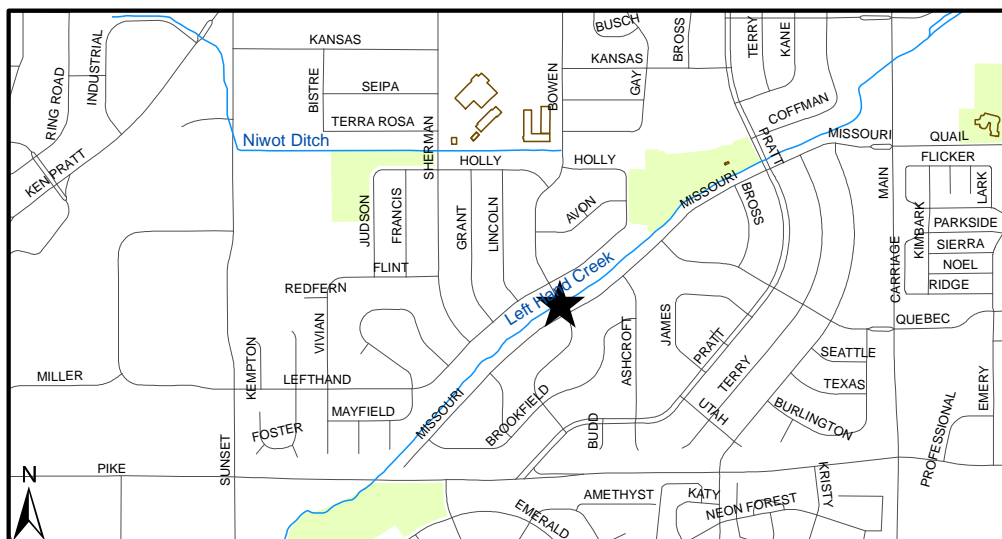 BUSCH
BROSS
TERRY
KANE
KANSAS
KANSAS
INDUSTRIAL
RING ROAD
BISTRE
SEIPA
BOWEN
GAY
TERRA ROSA
COFFMAN
KEN PRATT
Niwot Ditch
SHERMAN
PRATT
MISSOURI
QUAIL
HOLLY
HOLLY
FLICKER
MAIN
LARK
JUDSON
FRANCIS
GRANT
LINCOLN
AVON
MISSOURI
BROSS
KIMBARK
PARKSIDE
SIERRA
NOEL
RIDGE
CARRIAGE
FLINT
REDFERN
Left Hand Creek
VIVIAN
ASHCROFT
JAMES
QUEBEC
PRATT
SEATTLE
KEMPTON
MILLER
LEFTHAND
TERRY
TEXAS
EMERY
MAYFIELD
MISSOURI
BROOKFIELD
BUDD
UTAH
BURLINGTON
PROFESSIONAL
FOSTER
SUNSET
PIKE
KRISTY
N
AMETHYST
KATY
NEON FOREST
EMERALD